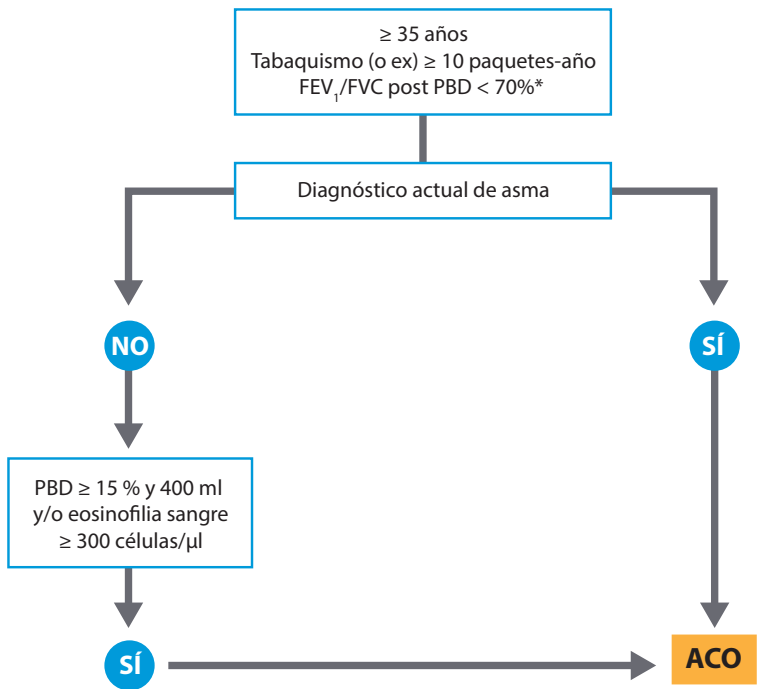 ≥ 35 años
Tabaquismo (o ex) ≥ 10 paquetes-año
FEV₁/FVC post PBD < 70%*
Diagnóstico actual de asma
NO
SÍ
PBD ≥ 15 % y 400 ml
y/o eosinofilia sangre
≥ 300 células/µl
SÍ
ACO